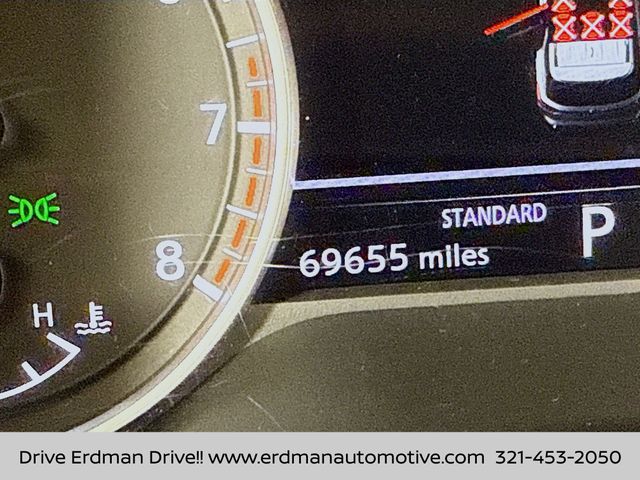 7
STANDARD P
8
69655 miles
H
Drive Erdman Drive!! www.erdmanautomotive.com 321-453-2050